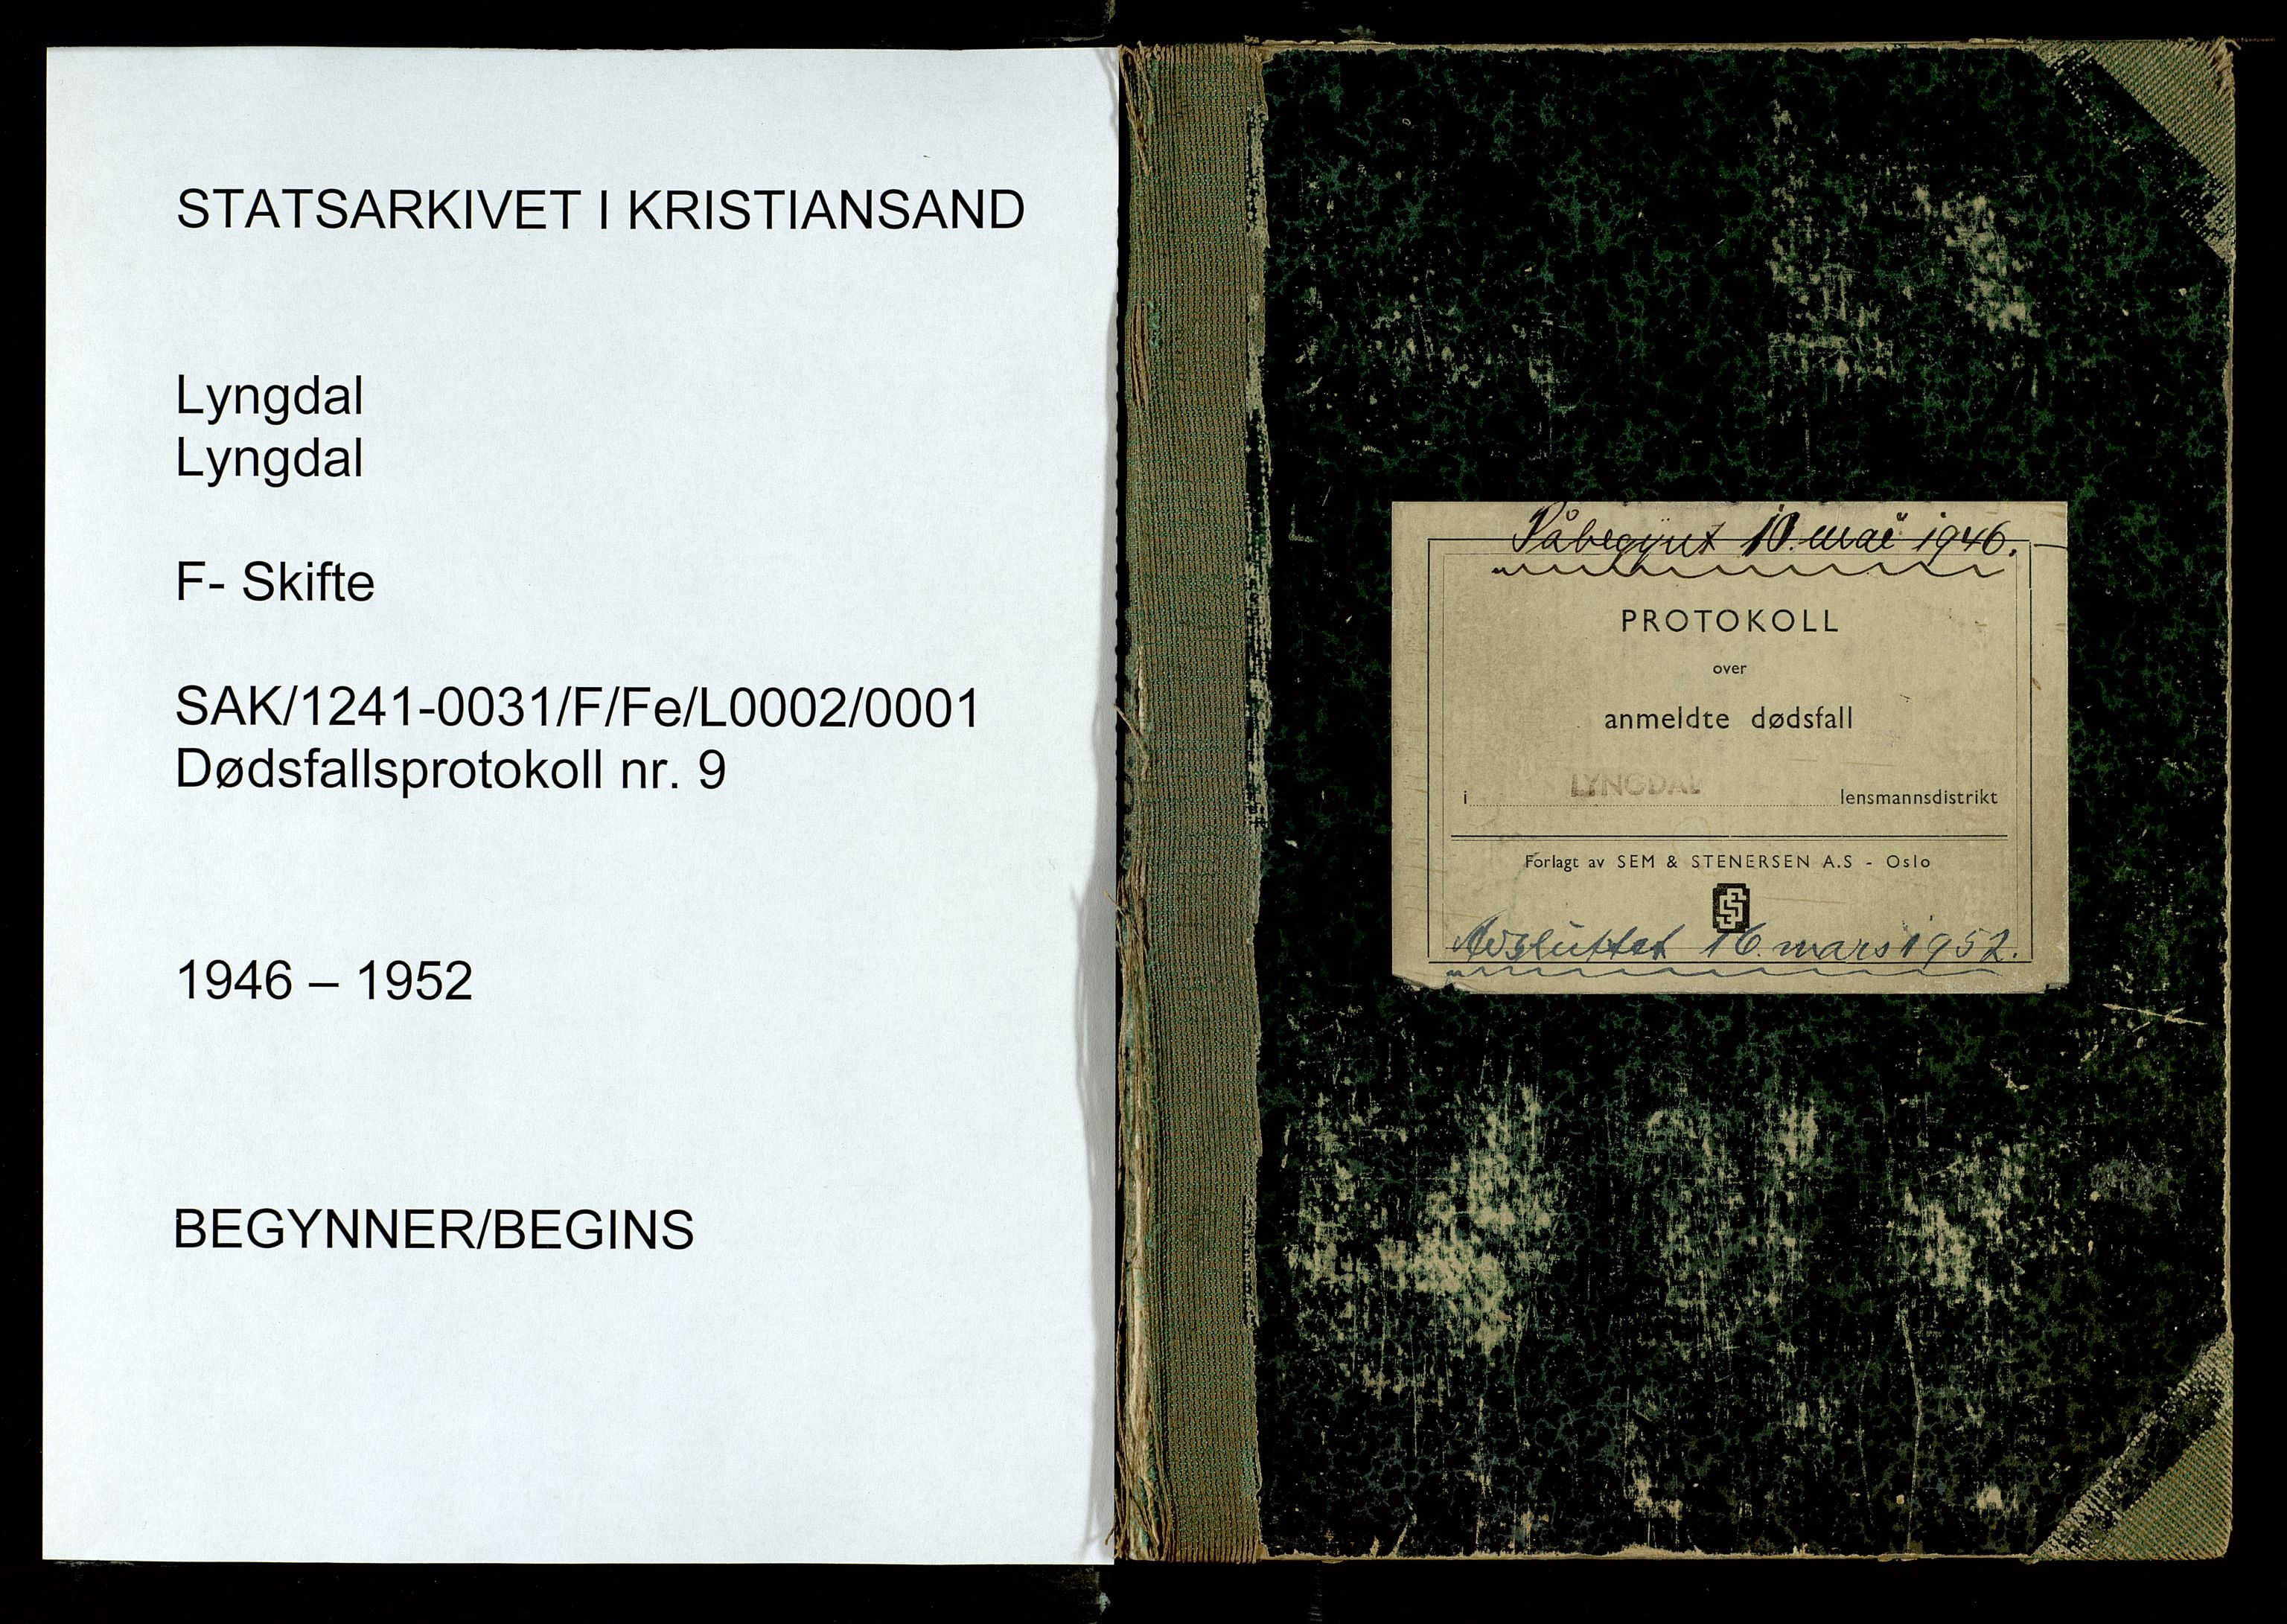 STATSARKIVET I KRISTIANSAND
Lyngdal
Lyngdal
F- Skifte
SAK/1241-0031/F/Fe/L0002/0001
Dødsfallsprotokoll nr. 9
1946 – 1952
BEGYNNER/BEGINS
Påbegynt 10. mai 1946.
PROTOKOLL
over
anmeldte dødsfall
i LYNGDAL lensmannsdistrikt
Forlagt av SEM & STENERSEN A.S - Oslo
Avsluttet 16. mars 1952.